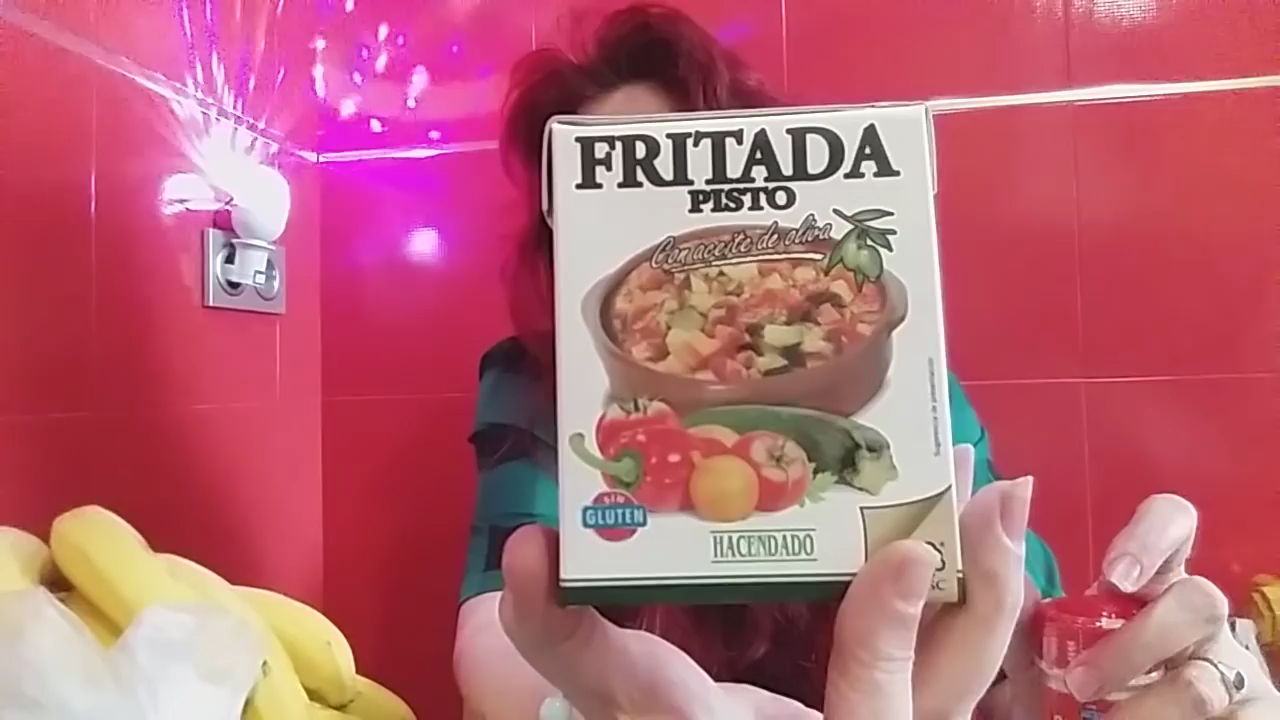 FRITADA
PISTO
Con aceite de oliva
SIN
GLUTEN
HACENDADO